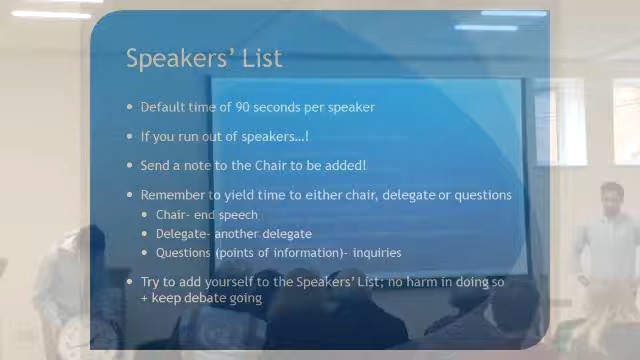 Speakers’ List
• Default time of 90 seconds per speaker
• If you run out of speakers…!
• Send a note to the Chair to be added!
• Remember to yield time to either chair, delegate or questions
• Chair- end speech
• Delegate- another delegate
• Questions (points of information)- inquiries
• Try to add yourself to the Speakers’ List; no harm in doing so
+ keep debate going